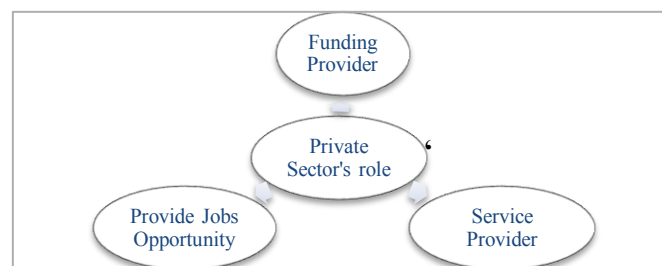 Funding
Provider
Private
Sector's role
‘
Provide Jobs
Opportunity
Service
Provider